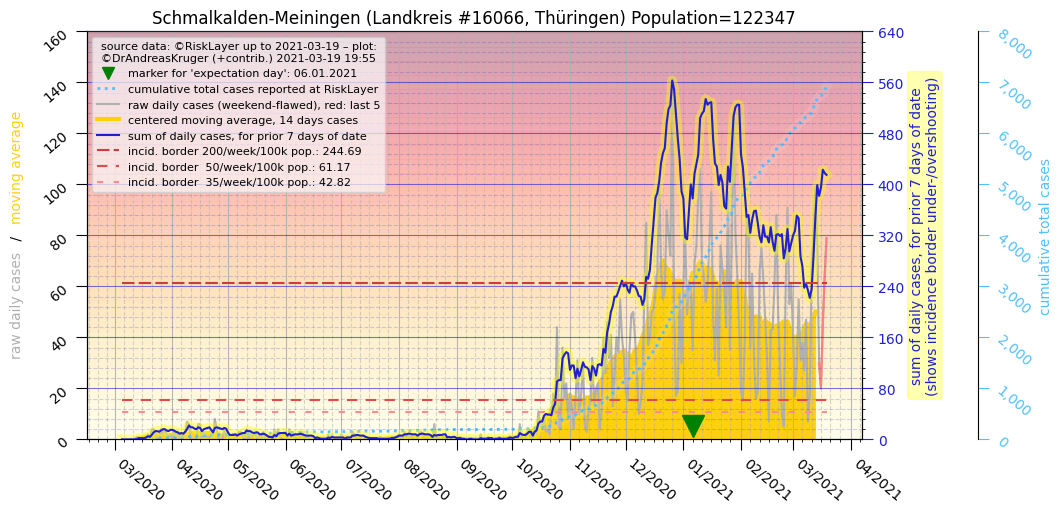 Schmalkalden-Meiningen (Landkreis #16066, Thüringen) Population=122347
source data: ©RiskLayer up to 2021-03-19 – plot:
©DrAndreasKruger (+contrib.) 2021-03-19 19:55
marker for 'expectation day': 06.01.2021
cumulative total cases reported at RiskLayer
raw daily cases (weekend-flawed), red: last 5
centered moving average, 14 days cases
sum of daily cases, for prior 7 days of date
incid. border 200/week/100k pop.: 244.69
incid. border 50/week/100k pop.: 61.17
incid. border 35/week/100k pop.: 42.82
raw daily cases / moving average
160
140
120
100
80
60
40
20
0
640
560
480
400
320
240
160
80
0
sum of daily cases, for prior 7 days of date
(shows incidence border under-/overshooting)
8,000
7,000
6,000
5,000
4,000
3,000
2,000
1,000
0
cumulative total cases
03/2020
04/2020
05/2020
06/2020
07/2020
08/2020
09/2020
10/2020
11/2020
12/2020
01/2021
02/2021
03/2021
04/2021